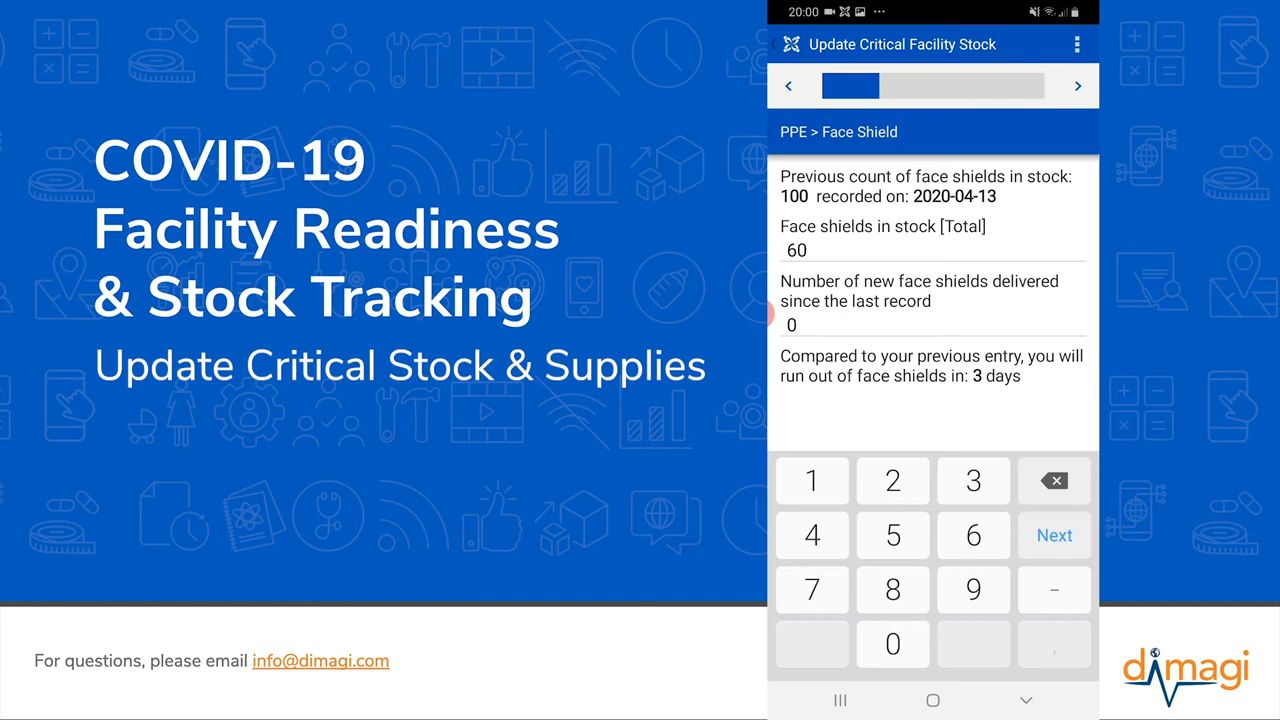 COVID-19
Facility Readiness
& Stock Tracking
Update Critical Stock & Supplies
For questions, please email info@dimagi.com
20:00
Update Critical Facility Stock
PPE > Face Shield
Previous count of face shields in stock:
100 recorded on: 2020-04-13
Face shields in stock [Total]
60
Number of new face shields delivered
since the last record
0
Compared to your previous entry, you will
run out of face shields in: 3 days
1 2 3
4 5 6 Next
7 8 9 -
0 ,
dimagi